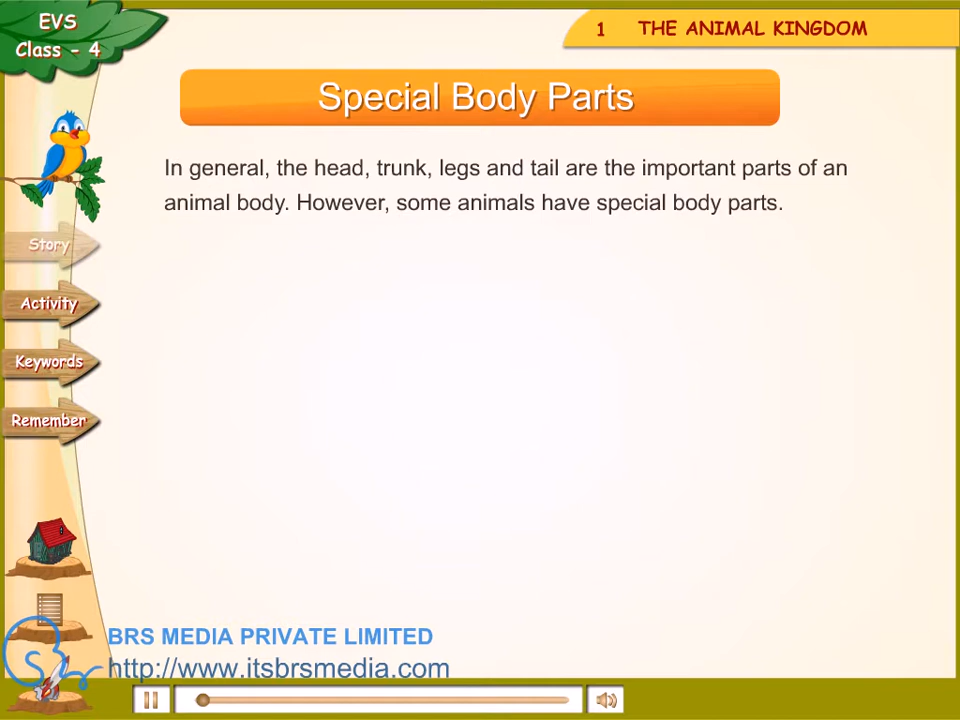 EVS
Class - 4
1 THE ANIMAL KINGDOM
Special Body Parts
In general, the head, trunk, legs and tail are the important parts of an
animal body. However, some animals have special body parts.
Story
Activity
Keywords
Remember
BRS MEDIA PRIVATE LIMITED
http://www.itsbrsmedia.com